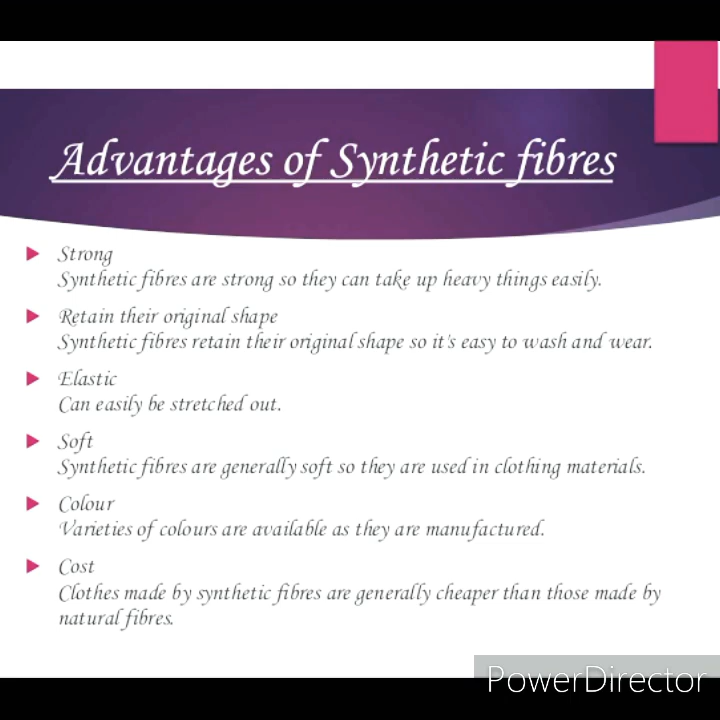 Advantages of Synthetic fibres
Strong
Synthetic fibres are strong so they can take up heavy things easily.
Retain their original shape
Synthetic fibres retain their original shape so it's easy to wash and wear.
Elastic
Can easily be stretched out.
Soft
Synthetic fibres are generally soft so they are used in clothing materials.
Colour
Varieties of colours are available as they are manufactured.
Cost
Clothes made by synthetic fibres are generally cheaper than those made by
natural fibres.
PowerDirector